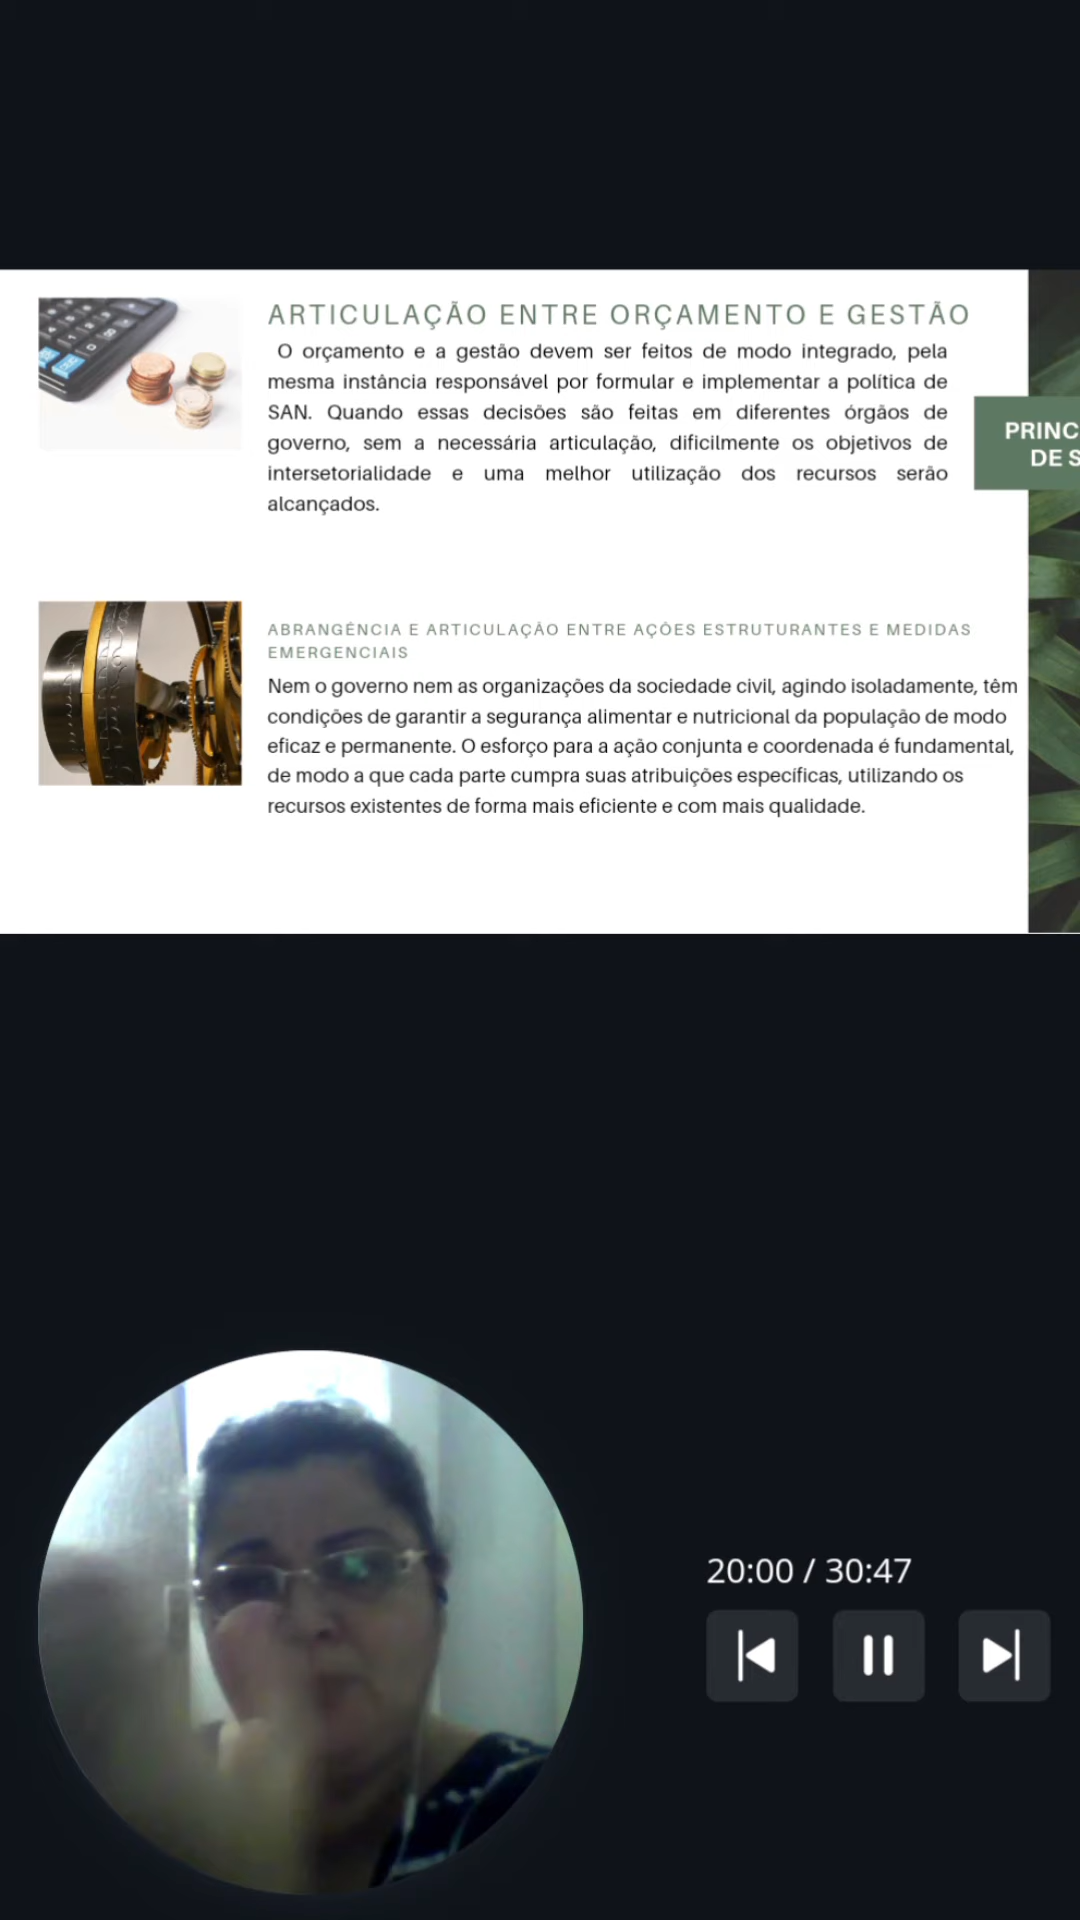 ARTICULAÇÃO ENTRE ORÇAMENTO E GESTÃO
O orçamento e a gestão devem ser feitos de modo integrado, pela
mesma instância responsável por formular e implementar a política de
SAN. Quando essas decisões são feitas em diferentes órgãos de
governo, sem a necessária articulação, dificilmente os objetivos de
intersetorialidade e uma melhor utilização dos recursos serão
alcançados.
PRINC
DE S
ABRANGÊNCIA E ARTICULAÇÃO ENTRE AÇÕES ESTRUTURANTES E MEDIDAS
EMERGENCIAIS
Nem o governo nem as organizações da sociedade civil, agindo isoladamente, têm
condições de garantir a segurança alimentar e nutricional da população de modo
eficaz e permanente. O esforço para a ação conjunta e coordenada é fundamental,
de modo a que cada parte cumpra suas atribuições específicas, utilizando os
recursos existentes de forma mais eficiente e com mais qualidade.
20:00 / 30:47